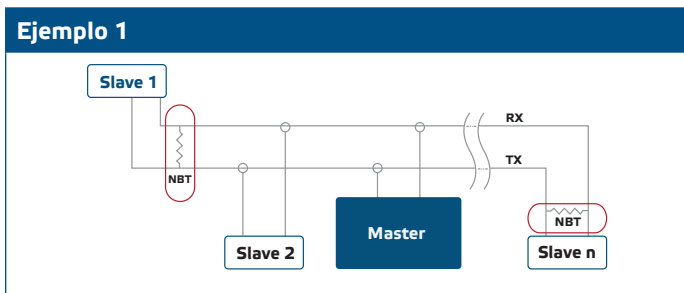 Ejemplo 1
Slave 1
RX
TX
NBT
NBT
Master
Slave 2
Slave n